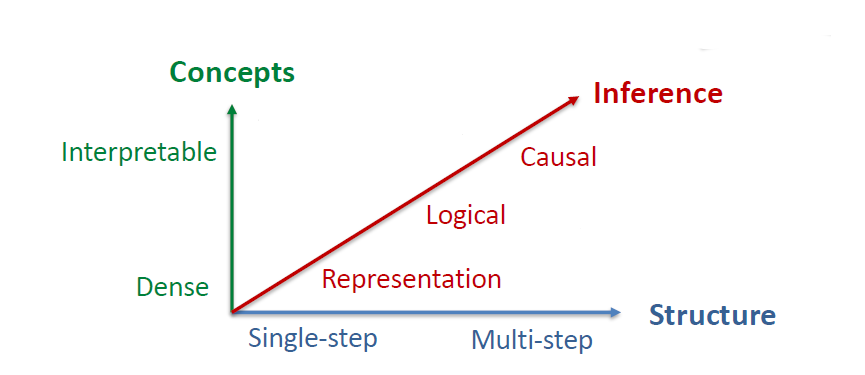 Concepts
Inference
Interpretable
Causal
Logical
Dense
Representation
Structure
Single-step
Multi-step